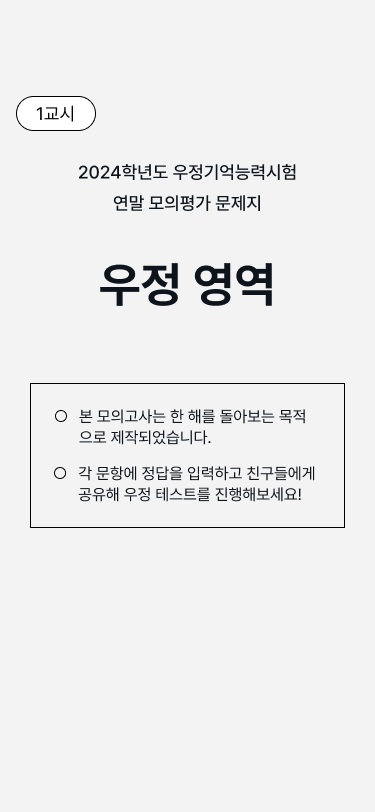 1교시
2024학년도 우정기억능력시험
연말 모의평가 문제지
우정 영역
○ 본 모의고사는 한 해를 돌아보는 목적
으로 제작되었습니다.
○ 각 문항에 정답을 입력하고 친구들에게
공유해 우정 테스트를 진행해보세요!